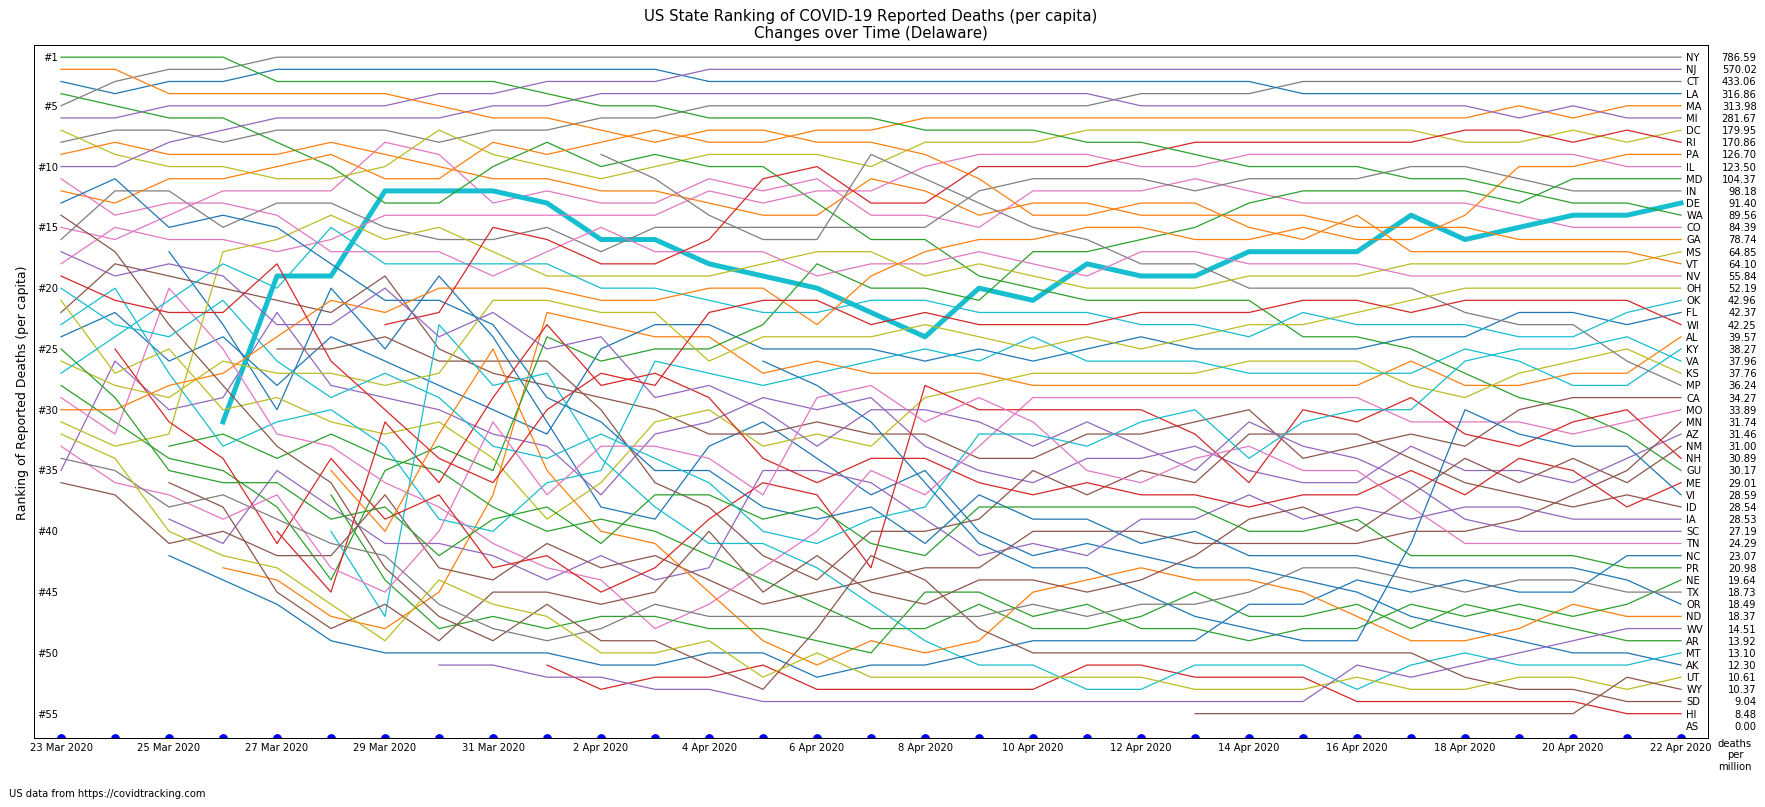 US State Ranking of COVID-19 Reported Deaths (per capita)
Changes over Time (Delaware)
Ranking of Reported Deaths (per capita)
#1
#5
#10
#15
#20
#25
#30
#35
#40
#45
#50
#55
NY 786.59
NJ 570.02
CT 433.06
LA 316.86
MA 313.98
MI 281.67
DC 179.95
RI 170.86
PA 126.70
IL 123.50
MD 104.37
IN 98.18
DE 91.40
WA 89.56
CO 84.39
GA 78.74
MS 64.85
VT 64.10
NV 55.84
OH 52.19
OK 42.96
FL 42.37
WI 42.25
AL 39.57
KY 38.27
VA 37.96
KS 37.76
MP 36.24
CA 34.27
MO 33.89
MN 31.74
AZ 31.46
NM 31.00
NH 30.89
GU 30.17
ME 29.01
VI 28.59
ID 28.54
IA 28.53
SC 27.19
TN 24.29
NC 23.07
PR 20.98
NE 19.64
TX 18.73
OR 18.49
ND 18.37
WV 14.51
AR 13.92
MT 13.10
AK 12.30
UT 10.61
WY 10.37
SD 9.04
HI 8.48
AS 0.00
23 Mar 2020 25 Mar 2020 27 Mar 2020 29 Mar 2020 31 Mar 2020 2 Apr 2020 4 Apr 2020 6 Apr 2020 8 Apr 2020 10 Apr 2020 12 Apr 2020 14 Apr 2020 16 Apr 2020 18 Apr 2020 20 Apr 2020 22 Apr 2020
deaths
per
million
US data from https://covidtracking.com